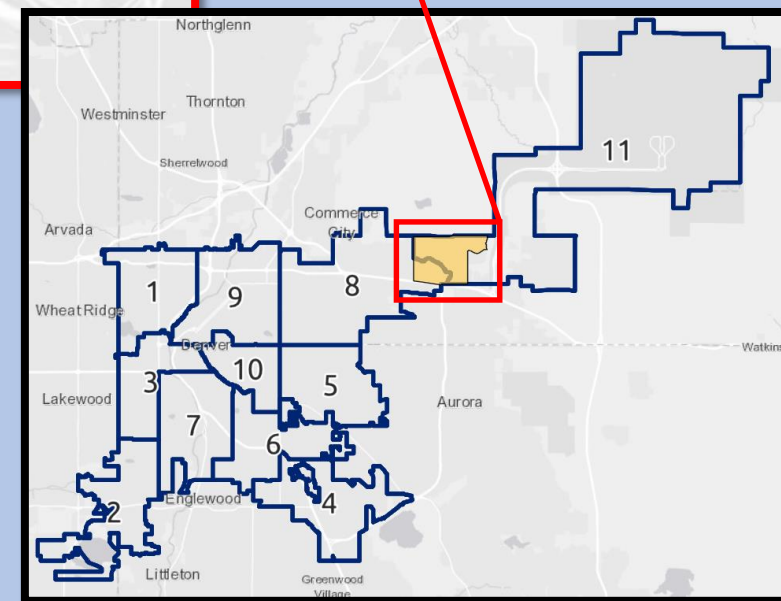 Northglenn
Thornton
Westminster
Sherrelwood
11
Commerce
City
Arvada
1
9
8
Wheat Ridge
Denver
Watkins
3
10
5
Lakewood
Aurora
7
6
Englewood
4
2
Littleton
Greenwood
Village